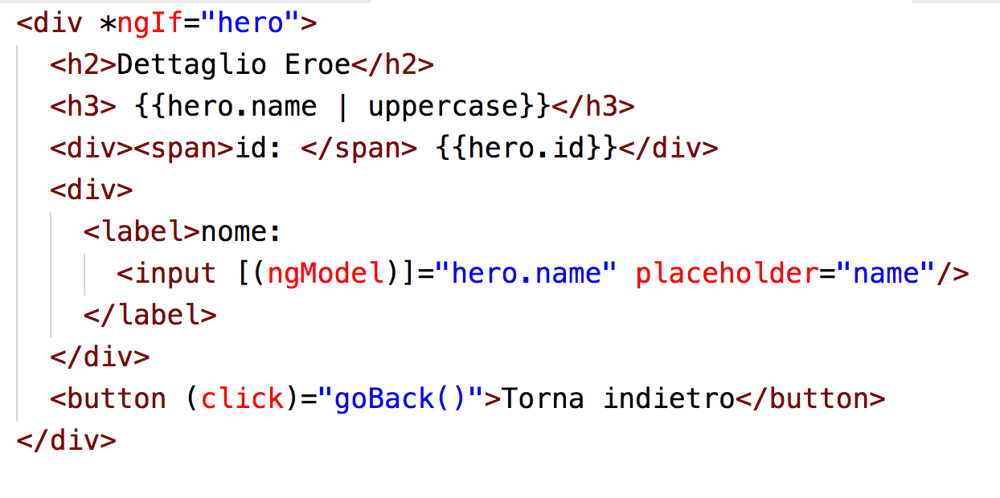 <div *ngIf="hero">
<h2>Dettaglio Eroe</h2>
<h3> {{hero.name | uppercase}}</h3>
<div><span>id: </span> {{hero.id}}</div>
<div>
<label>nome:
<input [(ngModel)]="hero.name" placeholder="name"/>
</label>
</div>
<button (click)="goBack()">Torna indietro</button>
</div>